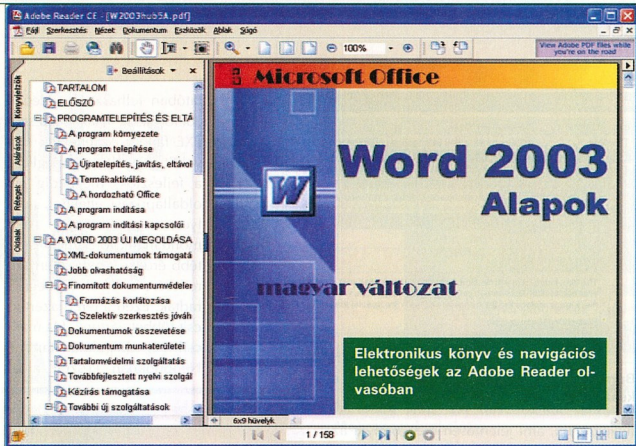 Adobe Reader CE - [W2003hub5A.pdf]
Fájl Szerkesztés Nézet Dokumentum Eszközök Ablak Súgó
100%
View Adobe PDF files while
you're on the road
Könyvjelzők
Aláírások
Rétegek
Oldalak
Beállítások
TARTALOM
ELŐSZÓ
PROGRAMTELEPÍTÉS ÉS ELTÁ
A program környezete
A program telepítése
Újratelepítés, javítás, eltávol
Termékaktiválás
A hordozható Office
A program indítása
A program indítási kapcsolói
A WORD 2003 ÚJ MEGOLDÁSA
XML-dokumentumok támogatá
Jobb olvashatóság
Finomított dokumentumvédeler
Formázás korlátozása
Szelektív szerkesztés jóváh
Dokumentumok összevetése
Dokumentum munkaterületei
Tartalomvédelmi szolgáltatás
Továbbfejlesztett nyelvi szolgál
Kézírás támogatása
További új szolgáltatások
Microsoft Office
Word 2003
Alapok
W
magyar változat
Elektronikus könyv és navigációs
lehetőségek az Adobe Reader ol-
vasóban
6x9 hüvelyk
1 / 158